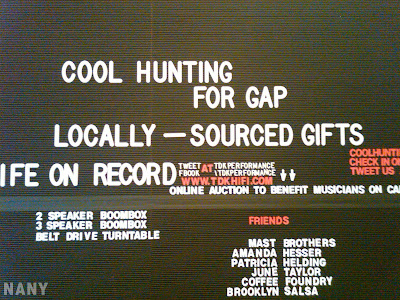 COOL HUNTING
FOR GAP
LOCALLY — SOURCED GIFTS
COOLHUNTI
CHECK IN O
TWEET US
IFE ON RECORD
TWEET AT TDKPERFORMANCE
FBOOK \TDKPERFORMANCE
WWW.TDKHIFI.COM
ONLINE AUCTION TO BENEFIT MUSICIANS ON CA
2 SPEAKER BOOMBOX
3 SPEAKER BOOMBOX
BELT DRIVE TURNTABLE
FRIENDS
MAST BROTHERS
AMANDA HESSER
PATRICIA HELDING
JUNE TAYLOR
COFFEE FOUNDRY
BROOKLYN SALSA
NANY